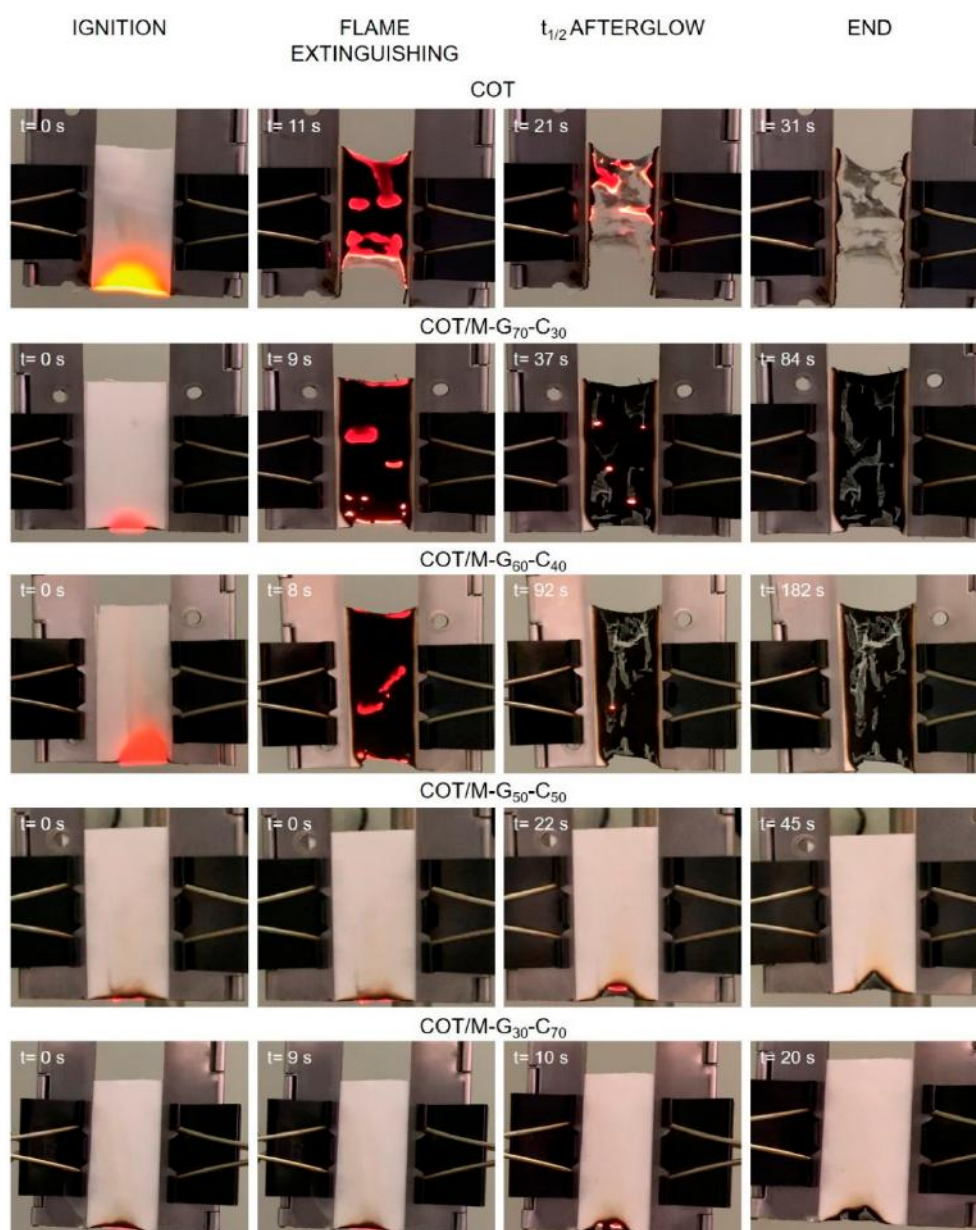 IGNITION FLAME EXTINGUISHING t1/2 AFTERGLOW END
COT
t= 0 s t= 11 s t= 21 s t= 31 s
COT/M-G70-C30
t= 0 s t= 9 s t= 37 s t= 84 s
COT/M-G60-C40
t= 0 s t= 8 s t= 92 s t= 182 s
COT/M-G50-C50
t= 0 s t= 0 s t= 22 s t= 45 s
COT/M-G30-C70
t= 0 s t= 9 s t= 10 s t= 20 s